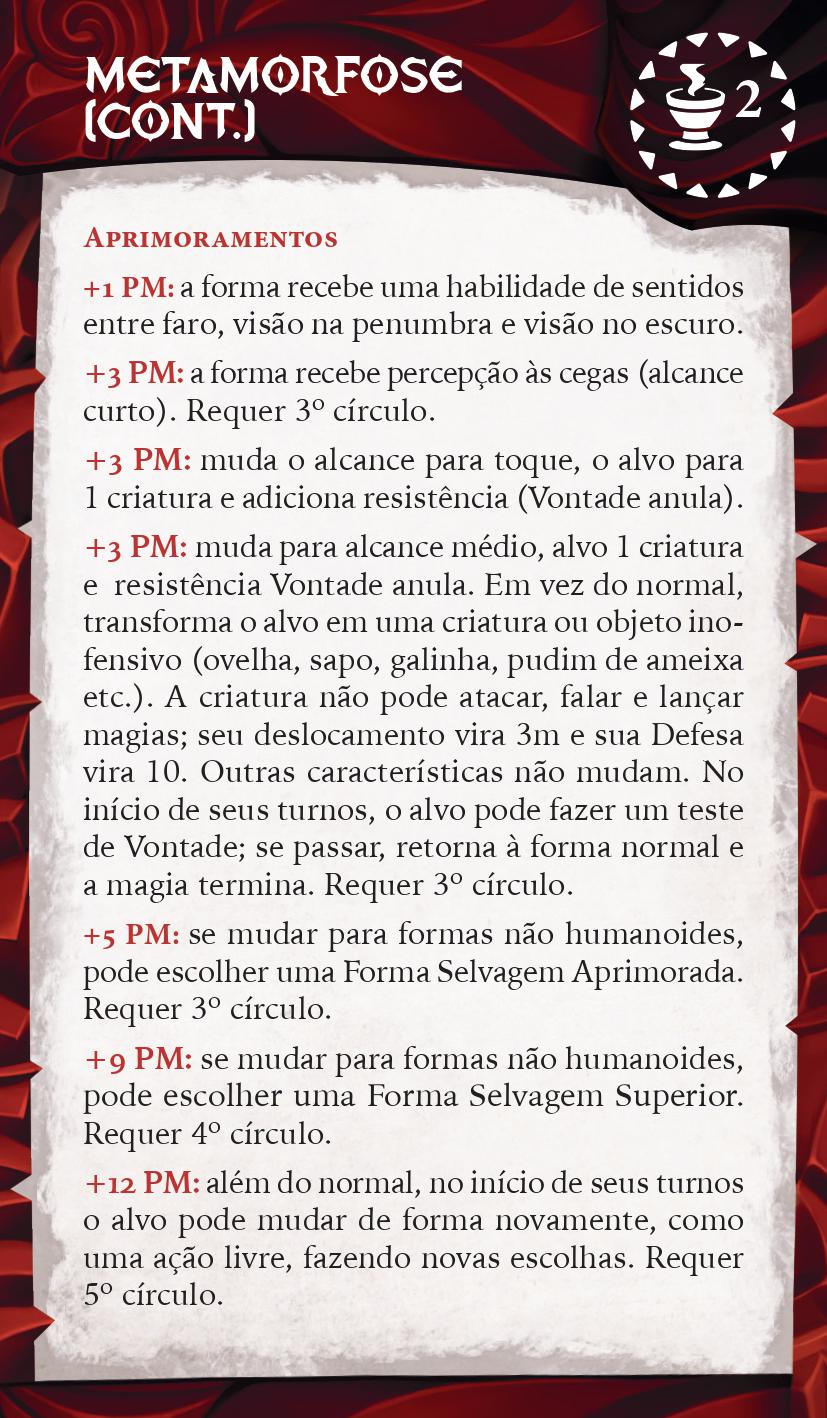 METAMORFOSE
(CONT.)
2
APRIMORAMENTOS
+1 PM: a forma recebe uma habilidade de sentidos
entre faro, visão na penumbra e visão no escuro.
+3 PM: a forma recebe percepção às cegas (alcance
curto). Requer 3º círculo.
+3 PM: muda o alcance para toque, o alvo para
1 criatura e adiciona resistência (Vontade anula).
+3 PM: muda para alcance médio, alvo 1 criatura
e resistência Vontade anula. Em vez do normal,
transforma o alvo em uma criatura ou objeto ino-
fensivo (ovelha, sapo, galinha, pudim de ameixa
etc.). A criatura não pode atacar, falar e lançar
magias; seu deslocamento vira 3m e sua Defesa
vira 10. Outras características não mudam. No
início de seus turnos, o alvo pode fazer um teste
de Vontade; se passar, retorna à forma normal e
a magia termina. Requer 3º círculo.
+5 PM: se mudar para formas não humanoides,
pode escolher uma Forma Selvagem Aprimorada.
Requer 3º círculo.
+9 PM: se mudar para formas não humanoides,
pode escolher uma Forma Selvagem Superior.
Requer 4º círculo.
+12 PM: além do normal, no início de seus turnos
o alvo pode mudar de forma novamente, como
uma ação livre, fazendo novas escolhas. Requer
5º círculo.